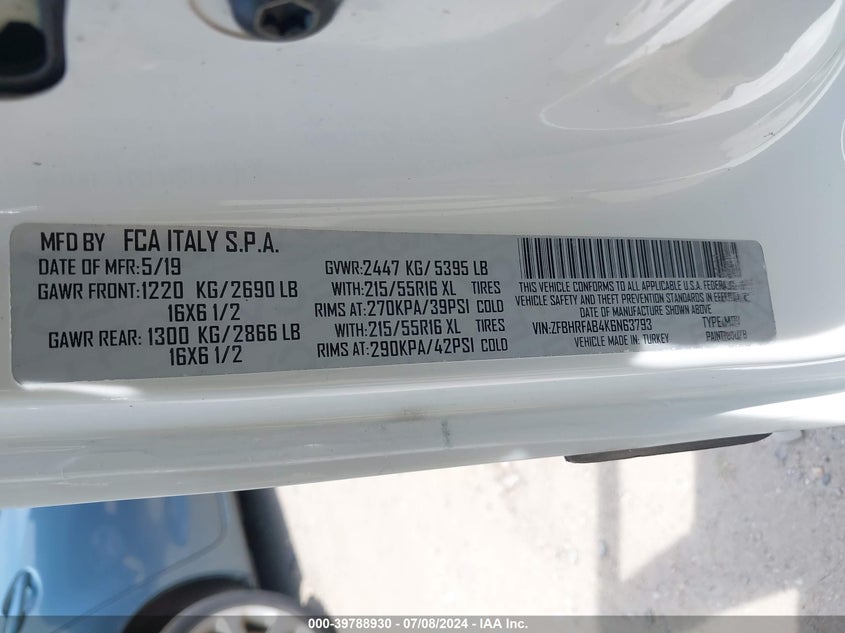 MFD BY FCA ITALY S.P.A.
DATE OF MFR: 5/19 GVWR: 2447 KG/ 5395 LB
GAWR FRONT: 1220 KG/2690 LB WITH: 215/55R16 XL TIRES
16X6 1/2 RIMS AT: 270KPA/39PSI COLD
GAWR REAR: 1300 KG/2866 LB WITH: 215/55R16 XL TIRES
16X6 1/2 RIMS AT: 290KPA/42PSI COLD
THIS VEHICLE CONFORMS TO ALL APPLICABLE U.S.A. FEDERAL
VEHICLE SAFETY AND THEFT PREVENTION STANDARDS IN EFFECT
DATE OF MANUFACTURE SHOWN ABOVE
VIN: ZFBHRFAB4K6N63793 TYPE:
VEHICLE MADE IN: TURKEY PAINT:
000-39788930 - 07/08/2024 - IAA Inc.